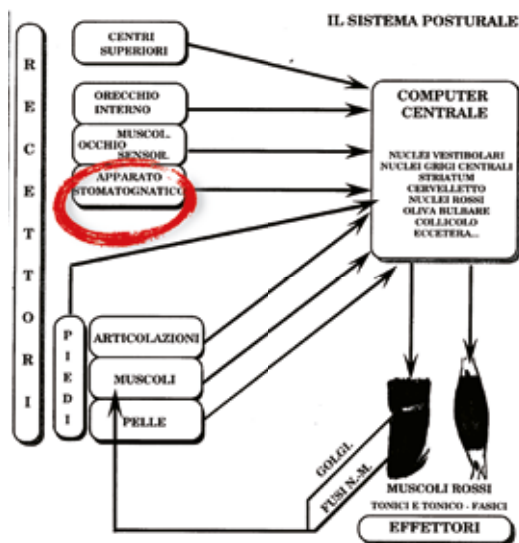 IL SISTEMA POSTURALE
RECETTORI
CENTRI
SUPERIORI
ORECCHIO
INTERNO
MUSCOL.
OCCHIO
SENSOR.
APPARATO
STOMATOGNATICO
PIEDI
ARTICOLAZIONI
MUSCOLI
PELLE
COMPUTER
CENTRALE
NUCLEI VESTIBOLARI
NUCLEI GRIGI CENTRALI
STRIATUM
CERVELLETTO
NUCLEI ROSSI
OLIVA BULBARE
COLLICOLO
ECCETERA...
GOLGI.
FUSI N.-M.
MUSCOLI ROSSI
TONICI E TONICO - FASICI
EFFETTORI